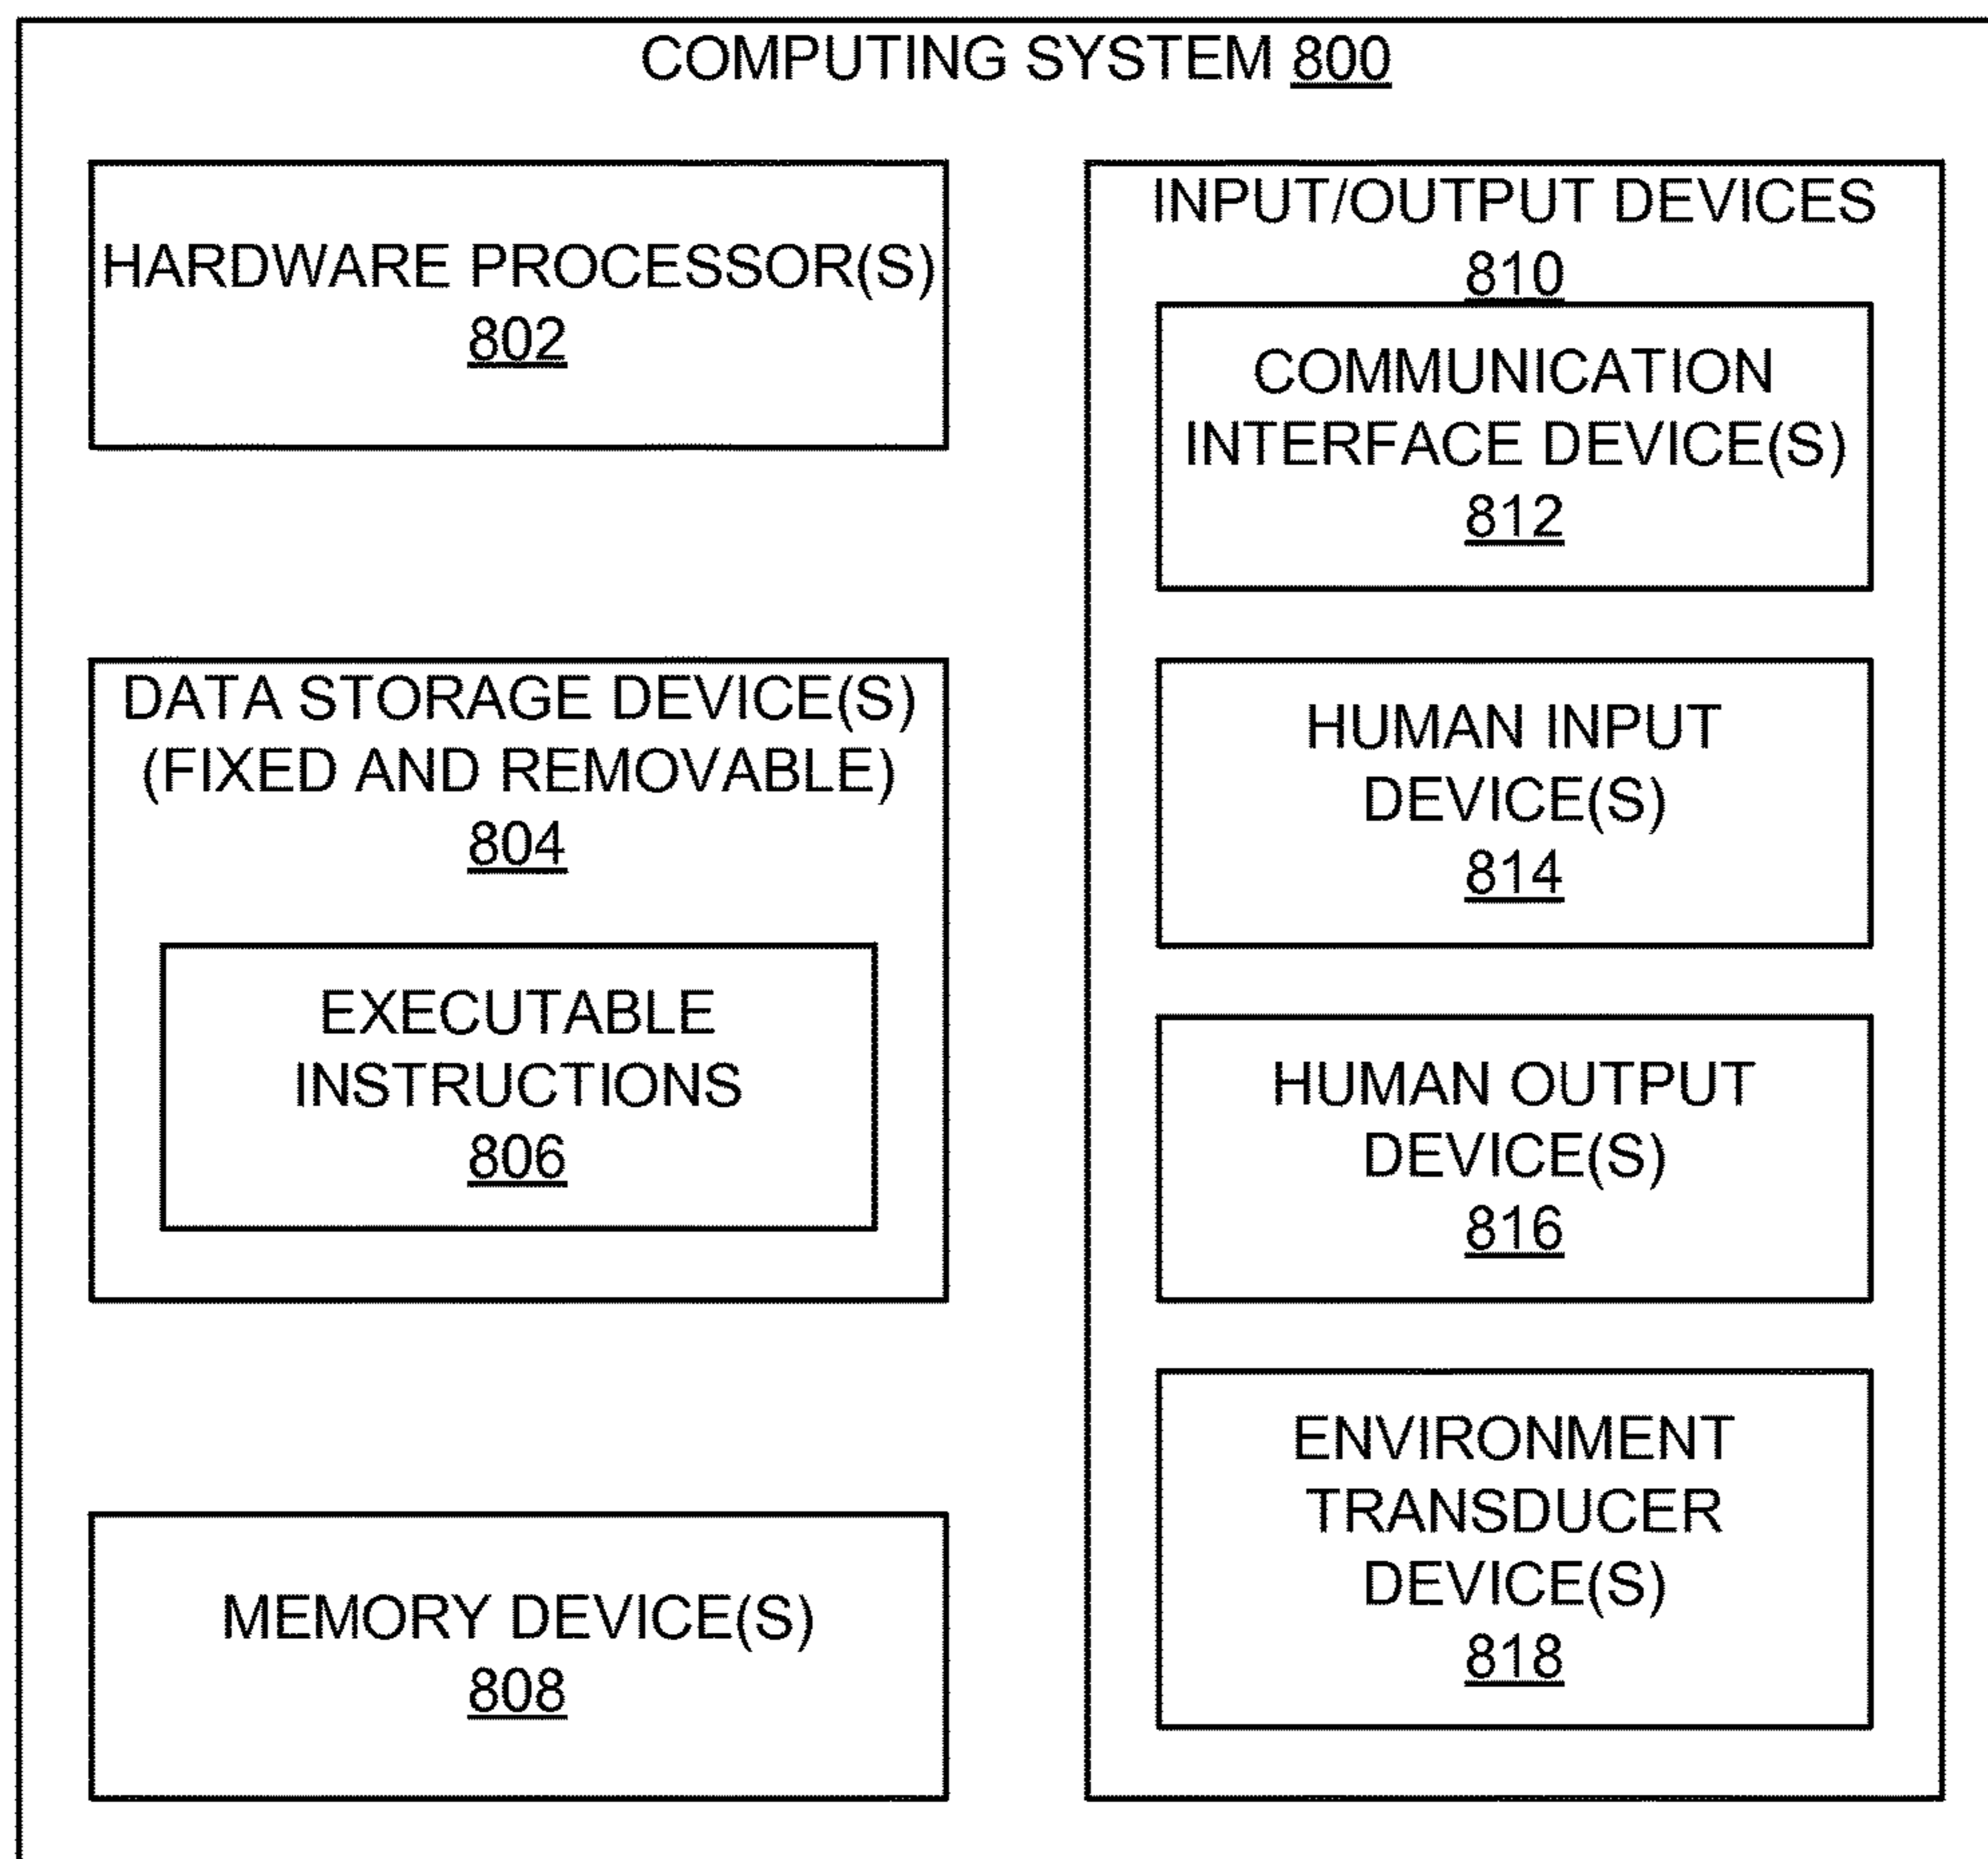 COMPUTING SYSTEM 800
HARDWARE PROCESSOR(S)
802
DATA STORAGE DEVICE(S)
(FIXED AND REMOVABLE)
804
EXECUTABLE
INSTRUCTIONS
806
MEMORY DEVICE(S)
808
INPUT/OUTPUT DEVICES
810
COMMUNICATION
INTERFACE DEVICE(S)
812
HUMAN INPUT
DEVICE(S)
814
HUMAN OUTPUT
DEVICE(S)
816
ENVIRONMENT
TRANSDUCER
DEVICE(S)
818